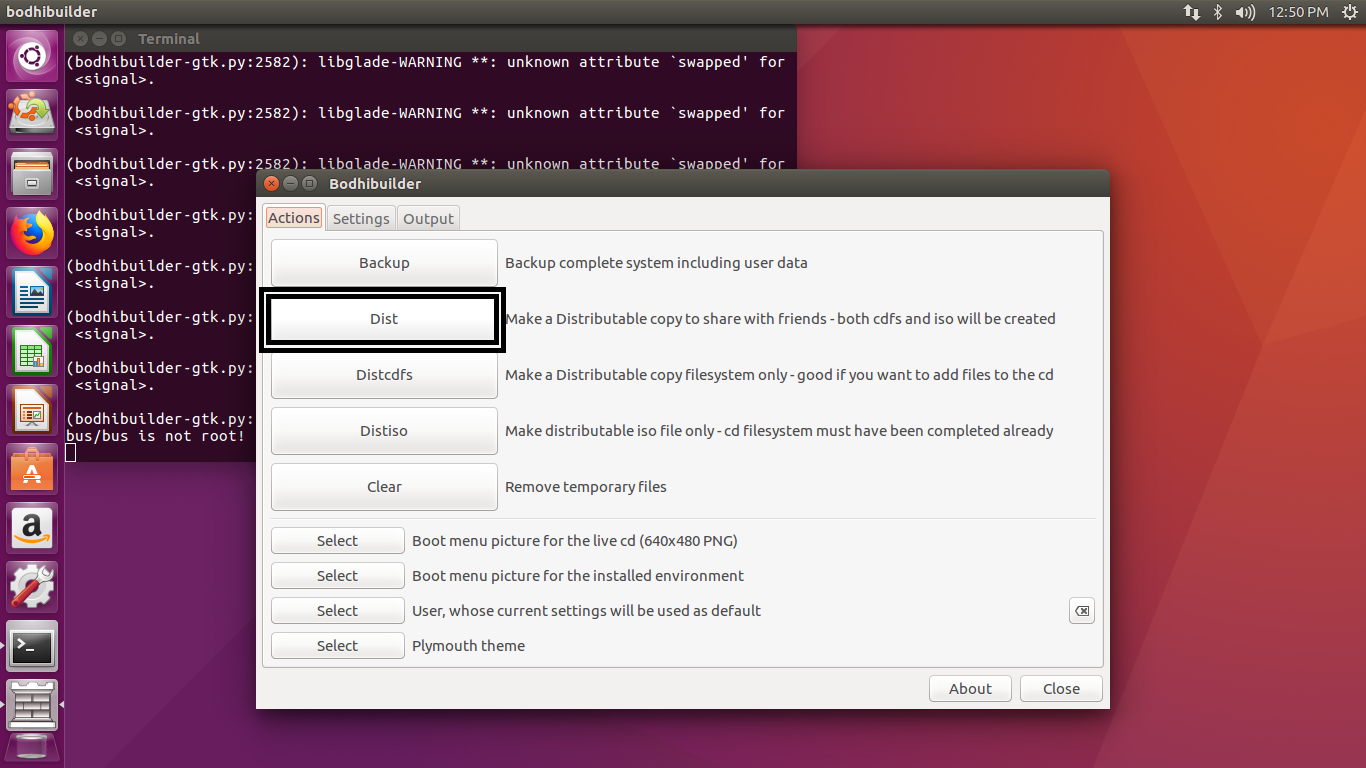 bodhibuilder
12:50 PM
Terminal
(bodhibuilder-gtk.py:2582): libglade-WARNING **: unknown attribute `swapped' for
<signal>.
(bodhibuilder-gtk.py:2582): libglade-WARNING **: unknown attribute `swapped' for
<signal>.
(bodhibuilder-gtk.py:2582): libglade-WARNING **: unknown attribute `swapped' for
<signal>.
(bodhibuilder-gtk.py:
<signal>.
(bodhibuilder-gtk.py:
<signal>.
(bodhibuilder-gtk.py:
<signal>.
(bodhibuilder-gtk.py:
<signal>.
(bodhibuilder-gtk.py:
bus/bus is not root!
Bodhibuilder
Actions Settings Output
Backup Backup complete system including user data
Dist Make a Distributable copy to share with friends - both cdfs and iso will be created
Distcdfs Make a Distributable copy filesystem only - good if you want to add files to the cd
Distiso Make distributable iso file only - cd filesystem must have been completed already
Clear Remove temporary files
Select Boot menu picture for the live cd (640x480 PNG)
Select Boot menu picture for the installed environment
Select User, whose current settings will be used as default
Select Plymouth theme
About Close